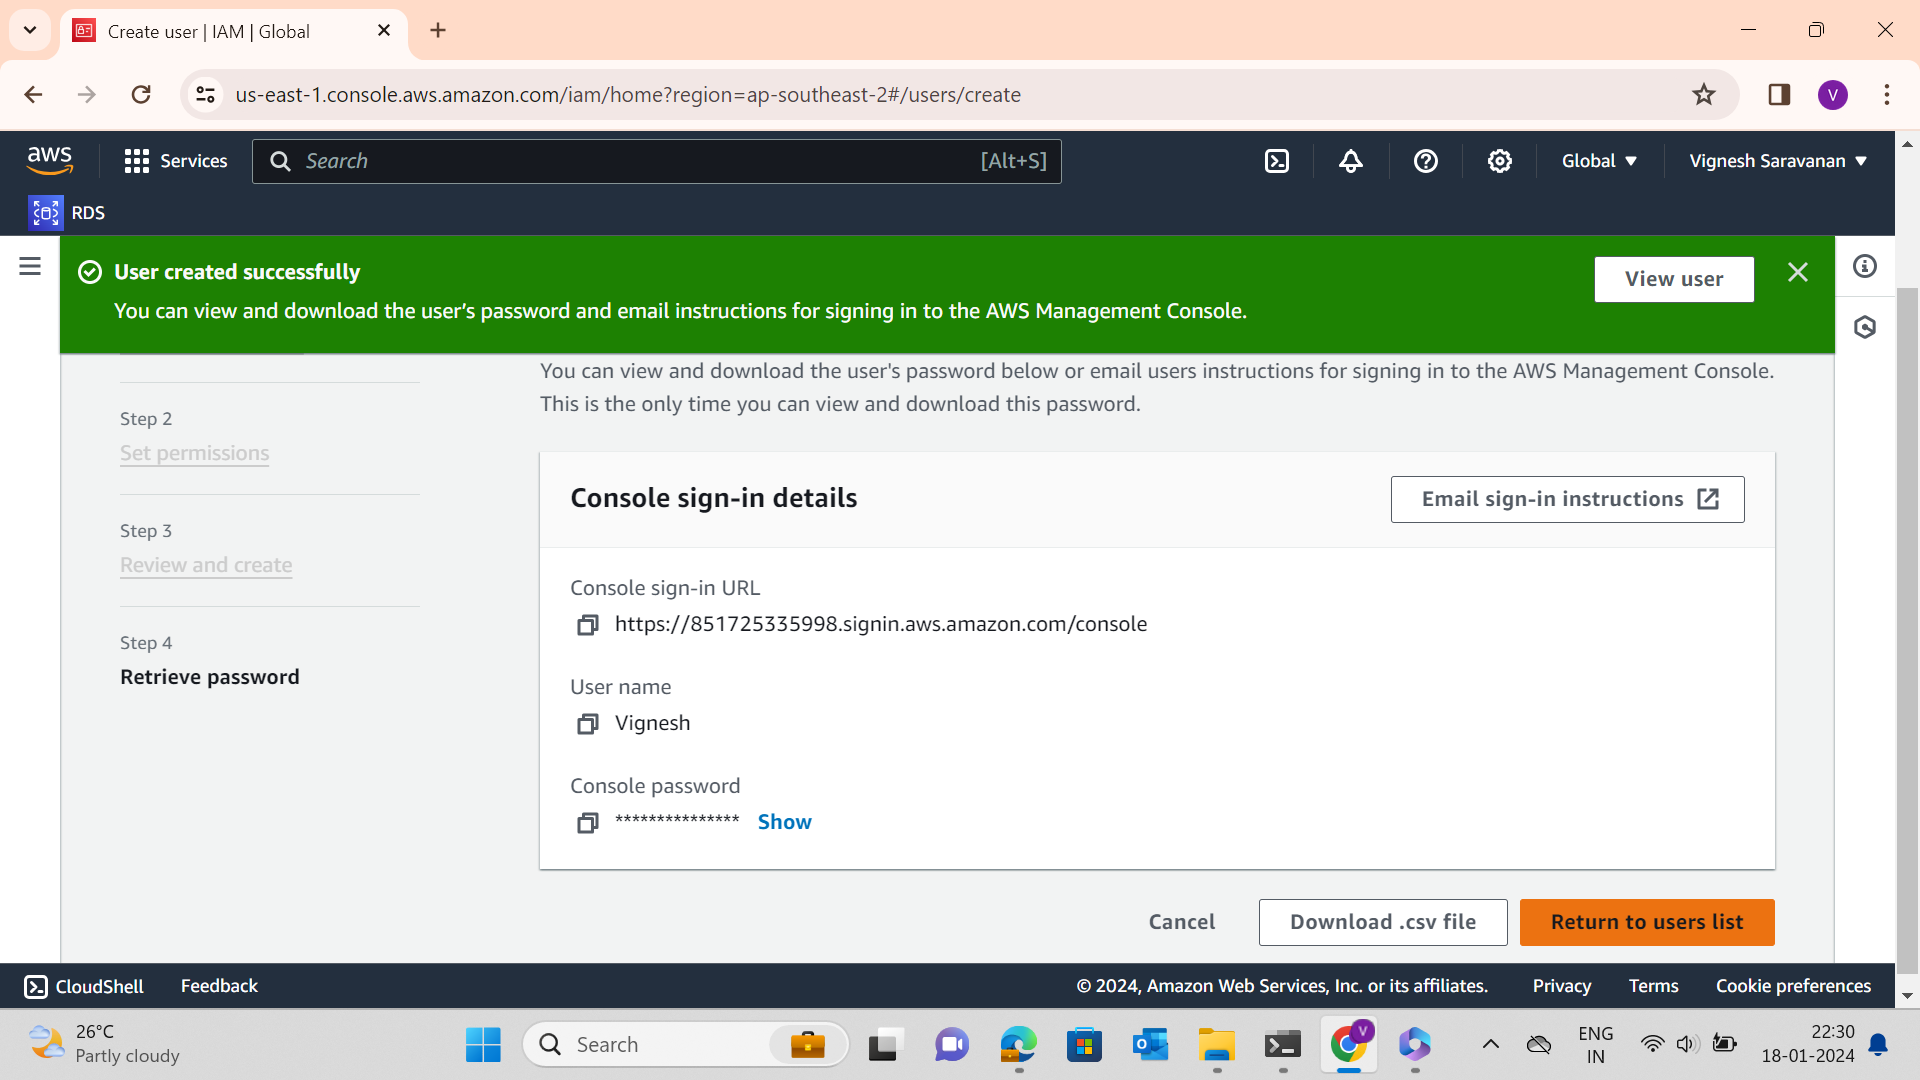 Create user | IAM | Global
us-east-1.console.aws.amazon.com/iam/home?region=ap-southeast-2#/users/create
V
aws
Services
Search
[Alt+S]
Global
Vignesh Saravanan
RDS
User created successfully
You can view and download the user’s password and email instructions for signing in to the AWS Management Console.
View user
You can view and download the user's password below or email users instructions for signing in to the AWS Management Console.
This is the only time you can view and download this password.
Step 2
Set permissions
Step 3
Review and create
Step 4
Retrieve password
Console sign-in details
Email sign-in instructions
Console sign-in URL
https://851725335998.signin.aws.amazon.com/console
User name
Vignesh
Console password
***************
Show
Cancel
Download .csv file
Return to users list
CloudShell
Feedback
© 2024, Amazon Web Services, Inc. or its affiliates.
Privacy
Terms
Cookie preferences
26°C
Partly cloudy
Search
V
ENG
IN
22:30
18-01-2024